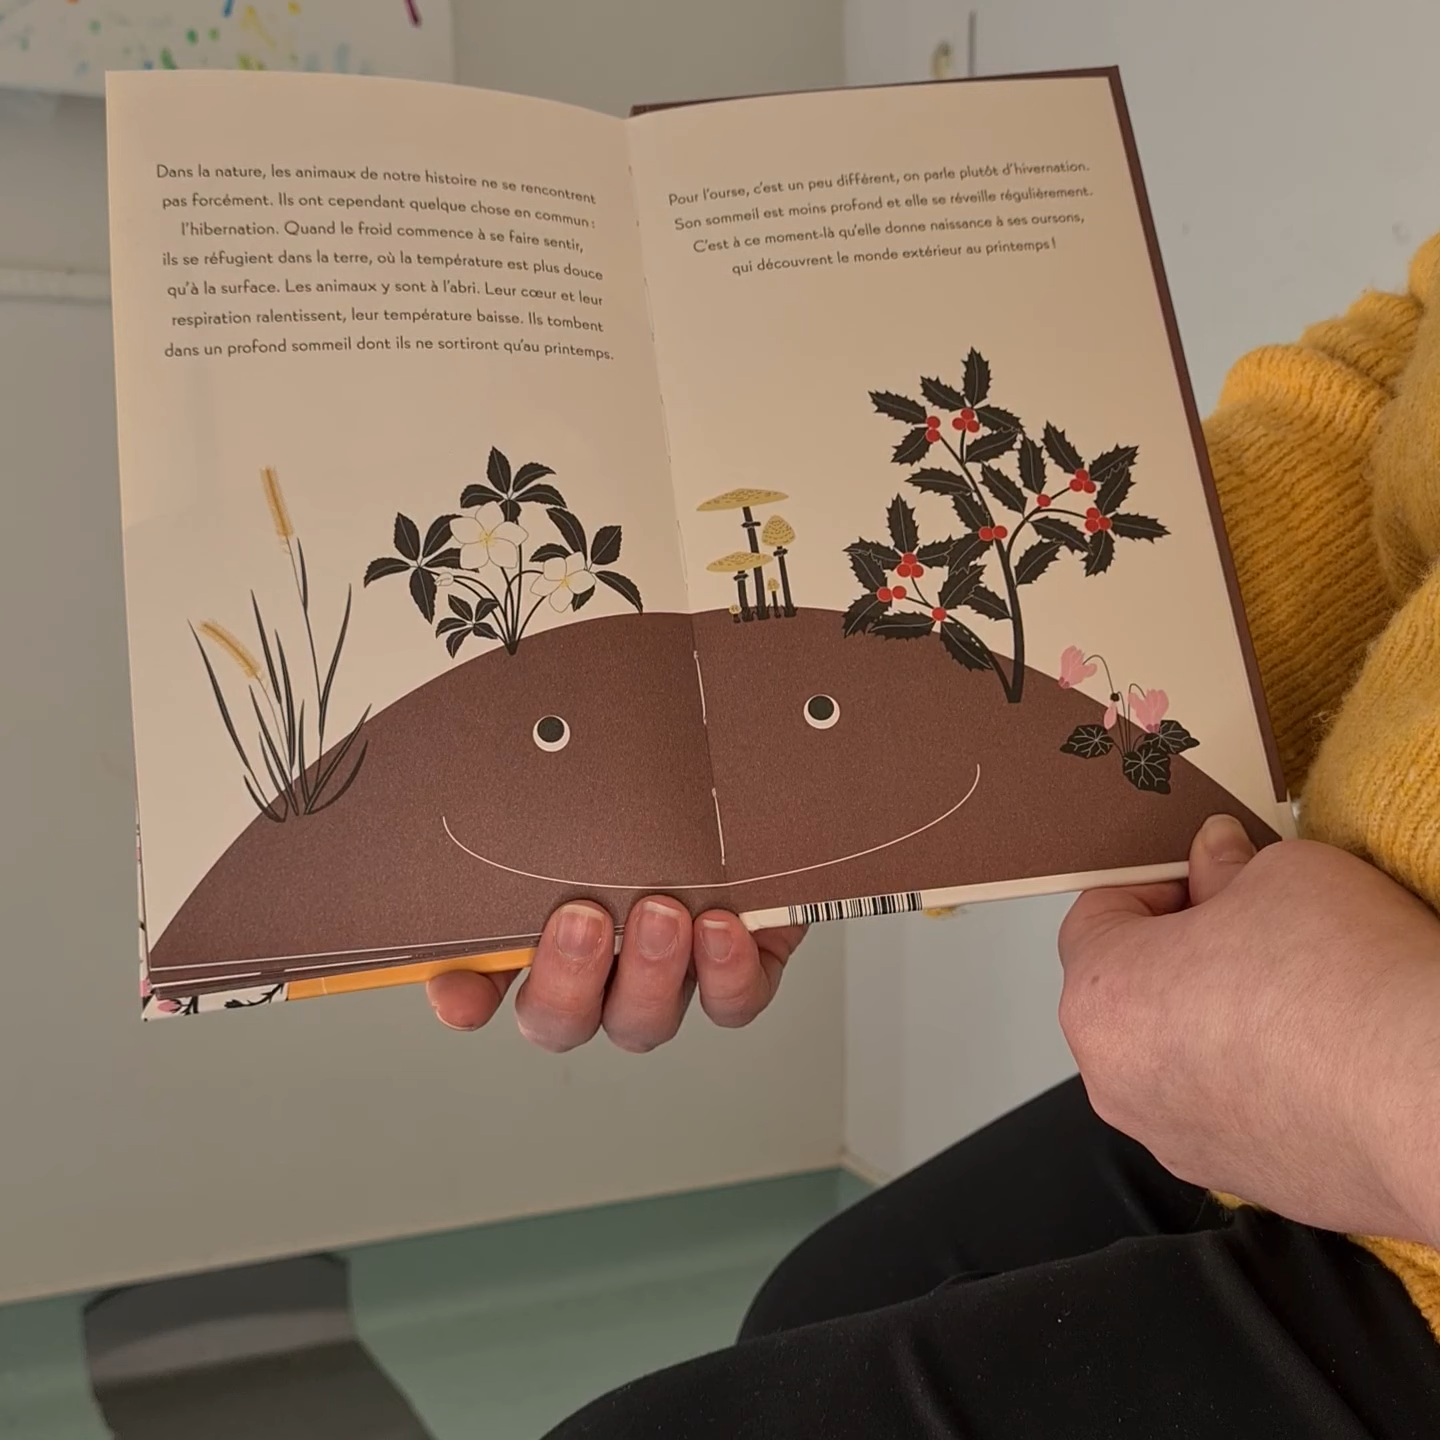 Dans la nature, les animaux de notre histoire ne se rencontrent
pas forcément. Ils ont cependant quelque chose en commun :
l'hibernation. Quand le froid commence à se faire sentir,
ils se réfugient dans la terre, où la température est plus douce
qu'à la surface. Les animaux y sont à l'abri. Leur cœur et leur
respiration ralentissent, leur température baisse. Ils tombent
dans un profond sommeil dont ils ne sortiront qu'au printemps.
Pour l'ourse, c'est un peu différent, on parle plutôt d'hivernation.
Son sommeil est moins profond et elle se réveille régulièrement.
C'est à ce moment-là qu'elle donne naissance à ses oursons,
qui découvrent le monde extérieur au printemps !